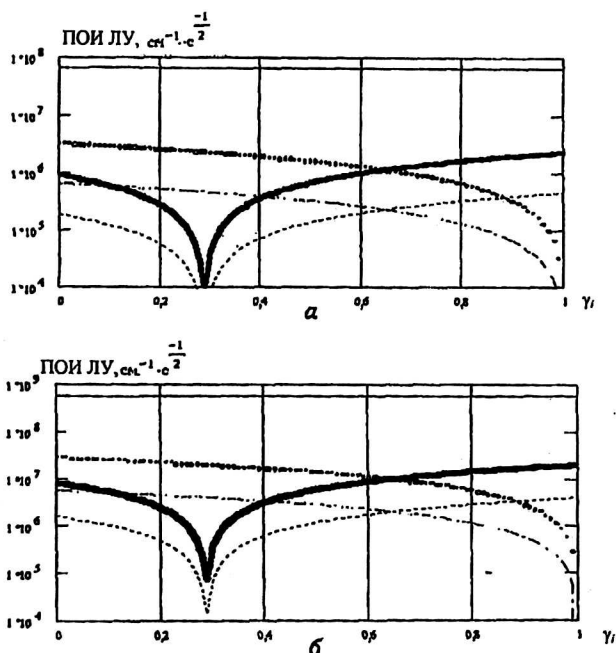 ПОИ ЛУ, см⁻¹·с^(-1/2)
1•10⁸
1•10⁷
1•10⁶
1•10⁵
1•10⁴
0 0,2 0,4 0,6 0,8 1 γᵢ
а
ПОИ ЛУ, см⁻¹·с^(-1/2)
1•10⁹
1•10⁸
1•10⁷
1•10⁶
1•10⁵
1•10⁴
0 0,2 0,4 0,6 0,8 1 γᵢ
б